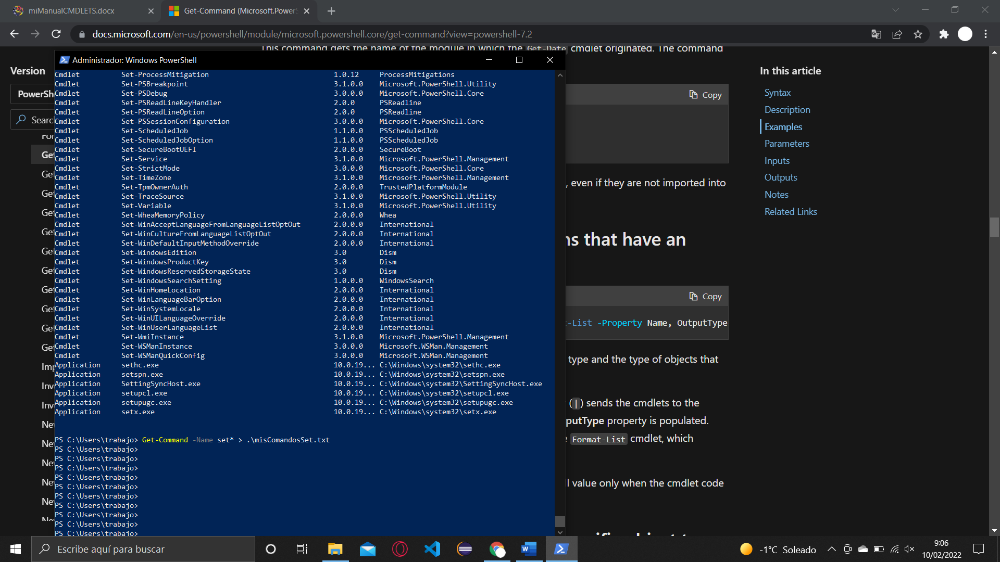 miManualCMDLETS.docx
Get-Command (Microsoft.PowerS
docs.microsoft.com/en-us/powershell/module/microsoft.powershell.core/get-command?view=powershell-7.2
This command gets the name of the module in which the Get-Date cmdlet originated. The command
Version
PowerShe
Search
For
Get
Get
Get
Get
Get
Get
Get
Get
Get
Get
Get
Imp
Inv
Inv
New
New
New
New
New
New
Administrador: Windows PowerShell
Cmdlet Set-ProcessMitigation 1.0.12 ProcessMitigations
Cmdlet Set-PSBreakpoint 3.1.0.0 Microsoft.PowerShell.Utility
Cmdlet Set-PSDebug 3.0.0.0 Microsoft.PowerShell.Core
Cmdlet Set-PSReadLineKeyHandler 2.0.0 PSReadline
Cmdlet Set-PSReadLineOption 2.0.0 PSReadline
Cmdlet Set-PSSessionConfiguration 3.0.0.0 Microsoft.PowerShell.Core
Cmdlet Set-ScheduledJob 1.1.0.0 PSScheduledJob
Cmdlet Set-ScheduledJobOption 1.1.0.0 PSScheduledJob
Cmdlet Set-SecureBootUEFI 2.0.0.0 SecureBoot
Cmdlet Set-Service 3.1.0.0 Microsoft.PowerShell.Management
Cmdlet Set-StrictMode 3.0.0.0 Microsoft.PowerShell.Core
Cmdlet Set-TimeZone 3.1.0.0 Microsoft.PowerShell.Management
Cmdlet Set-TpmOwnerAuth 2.0.0.0 TrustedPlatformModule
Cmdlet Set-TraceSource 3.1.0.0 Microsoft.PowerShell.Utility
Cmdlet Set-Variable 3.1.0.0 Microsoft.PowerShell.Utility
Cmdlet Set-WheaMemoryPolicy 2.0.0.0 Whea
Cmdlet Set-WinAcceptLanguageFromLanguageListOptOut 2.0.0.0 International
Cmdlet Set-WinCultureFromLanguageListOptOut 2.0.0.0 International
Cmdlet Set-WinDefaultInputMethodOverride 2.0.0.0 International
Cmdlet Set-WindowsEdition 3.0 Dism
Cmdlet Set-WindowsProductKey 3.0 Dism
Cmdlet Set-WindowsReservedStorageState 3.0 Dism
Cmdlet Set-WindowsSearchSetting 1.0.0.0 WindowsSearch
Cmdlet Set-WinHomeLocation 2.0.0.0 International
Cmdlet Set-WinLanguageBarOption 2.0.0.0 International
Cmdlet Set-WinSystemLocale 2.0.0.0 International
Cmdlet Set-WinUILanguageOverride 2.0.0.0 International
Cmdlet Set-WinUserLanguageList 2.0.0.0 International
Cmdlet Set-WmiInstance 3.1.0.0 Microsoft.PowerShell.Management
Cmdlet Set-WSManInstance 3.0.0.0 Microsoft.WSMan.Management
Cmdlet Set-WSManQuickConfig 3.0.0.0 Microsoft.WSMan.Management
Application sethc.exe 10.0.19... C:\Windows\system32\sethc.exe
Application setspn.exe 10.0.19... C:\Windows\system32\setspn.exe
Application SettingSyncHost.exe 10.0.19... C:\Windows\system32\SettingSyncHost.exe
Application setupcl.exe 10.0.19... C:\Windows\system32\setupcl.exe
Application setupugc.exe 10.0.19... C:\Windows\system32\setupugc.exe
Application setx.exe 10.0.19... C:\Windows\system32\setx.exe
PS C:\Users\trabajo> Get-Command -Name set* > .\misComandosSet.txt
PS C:\Users\trabajo>
PS C:\Users\trabajo>
PS C:\Users\trabajo>
PS C:\Users\trabajo>
PS C:\Users\trabajo>
PS C:\Users\trabajo>
PS C:\Users\trabajo>
PS C:\Users\trabajo>
PS C:\Users\trabajo>
PS C:\Users\trabajo>
Copy
, even if they are not imported into
ns that have an
Copy
-List -Property Name, OutputType
type and the type of objects that
(|) sends the cmdlets to the
putType property is populated.
Format-List cmdlet, which
ll value only when the cmdlet code
In this article
Syntax
Description
Examples
Parameters
Inputs
Outputs
Notes
Related Links
Escribe aquí para buscar
-1°C Soleado
9:06
10/02/2022